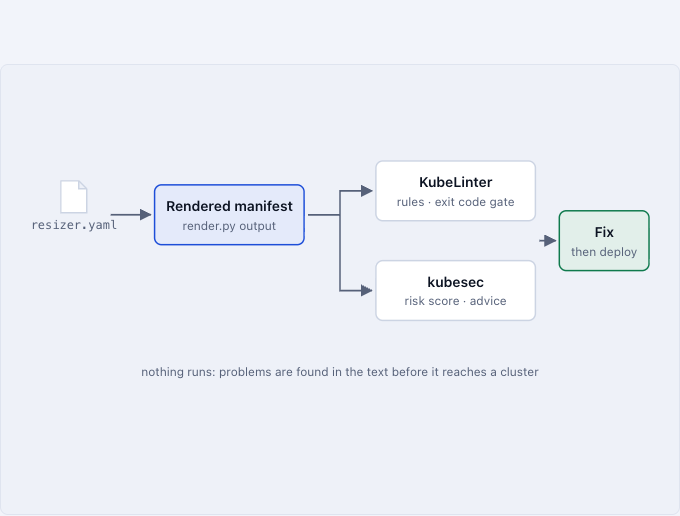 resizer.yaml
Rendered manifest
render.py output
KubeLinter
rules · exit code gate
kubesec
risk score · advice
Fix
then deploy
nothing runs: problems are found in the text before it reaches a cluster